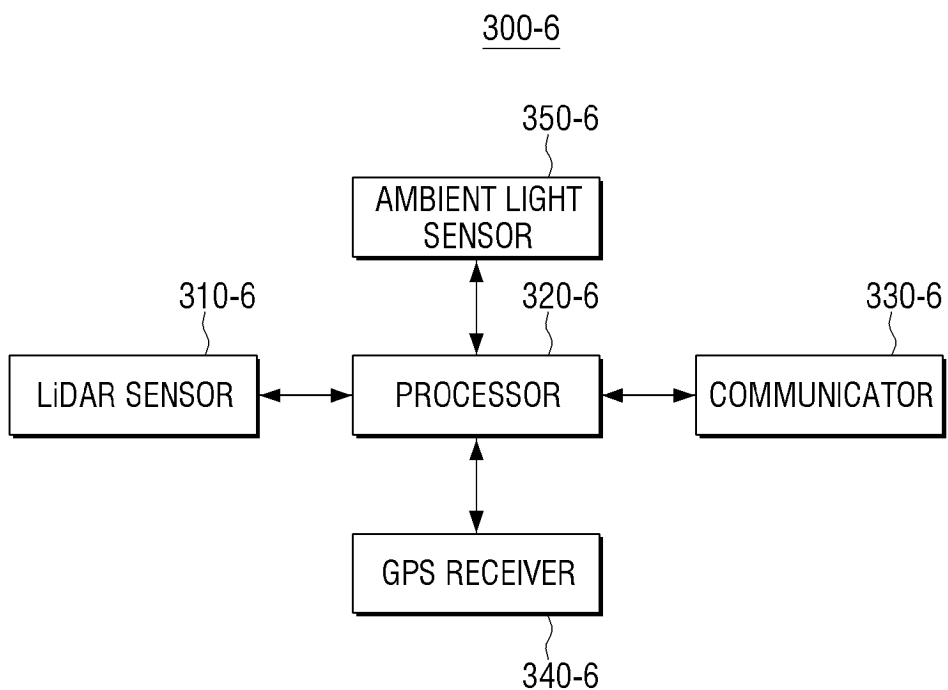 300-6
350-6
AMBIENT LIGHT
SENSOR
310-6
320-6
330-6
LiDAR SENSOR
PROCESSOR
COMMUNICATOR
GPS RECEIVER
340-6